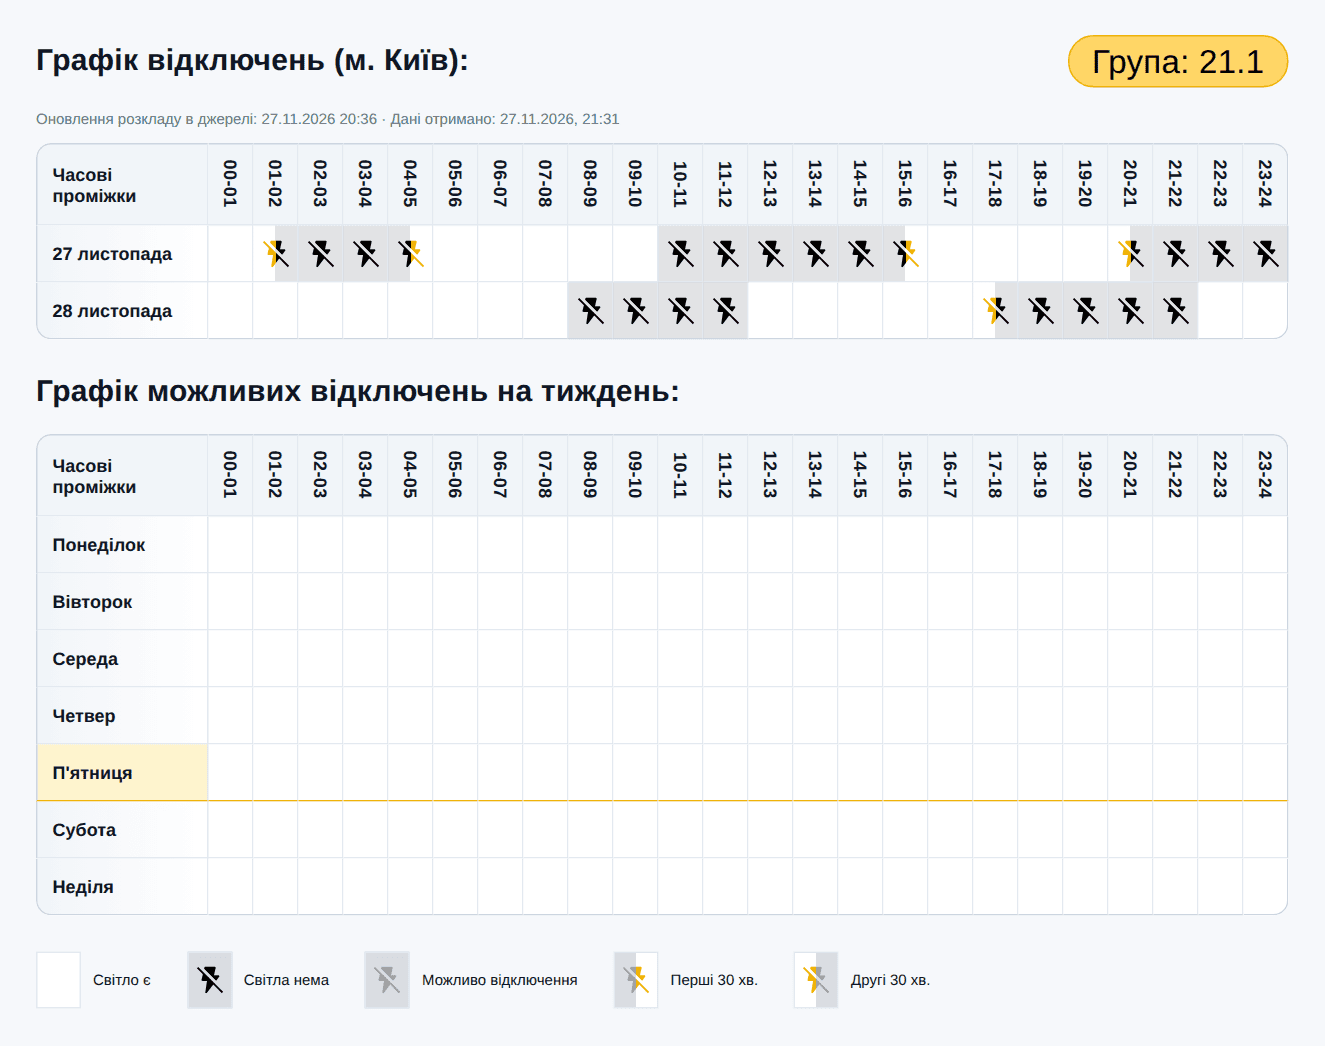 Графік відключень (м. Київ):
Група: 21.1
Оновлення розкладу в джерелі: 27.11.2026 20:36 · Дані отримано: 27.11.2026, 21:31
Часові
проміжки
00-01 01-02 02-03 03-04 04-05 05-06 06-07 07-08 08-09 09-10 10-11 11-12 12-13 13-14 14-15 15-16 16-17 17-18 18-19 19-20 20-21 21-22 22-23 23-24
27 листопада
28 листопада
Графік можливих відключень на тиждень:
Часові
проміжки
00-01 01-02 02-03 03-04 04-05 05-06 06-07 07-08 08-09 09-10 10-11 11-12 12-13 13-14 14-15 15-16 16-17 17-18 18-19 19-20 20-21 21-22 22-23 23-24
Понеділок
Вівторок
Середа
Четвер
П'ятниця
Субота
Неділя
Світло є
Світла нема
Можливо відключення
Перші 30 хв.
Другі 30 хв.